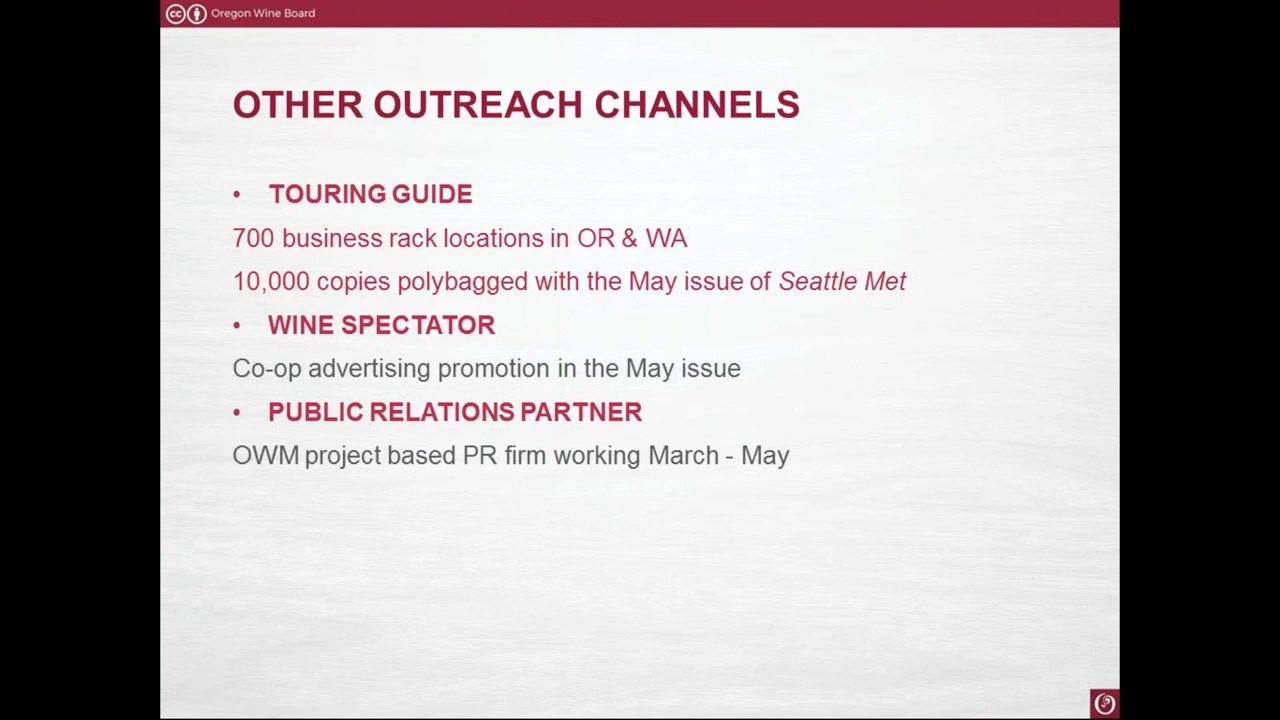 Oregon Wine Board
OTHER OUTREACH CHANNELS
• TOURING GUIDE
700 business rack locations in OR & WA
10,000 copies polybagged with the May issue of Seattle Met
• WINE SPECTATOR
Co-op advertising promotion in the May issue
• PUBLIC RELATIONS PARTNER
OWM project based PR firm working March - May